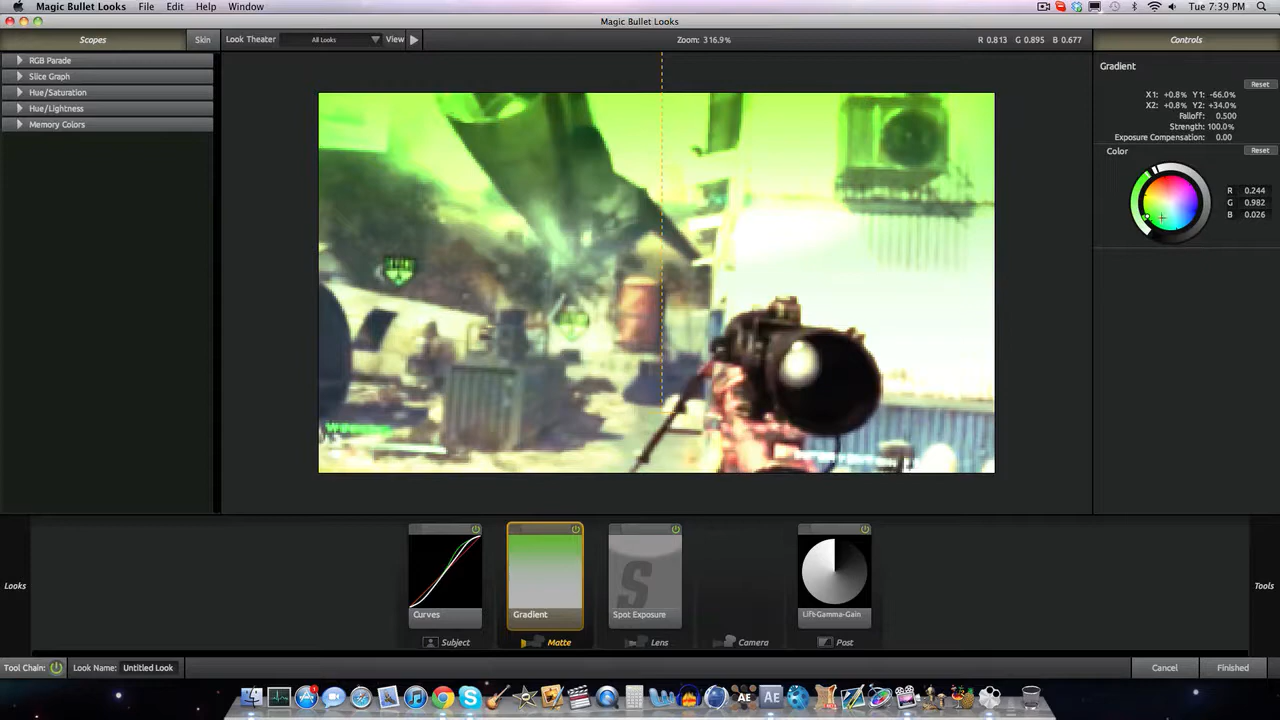 Magic Bullet Looks File Edit Help Window
Tue 7:39 PM
Magic Bullet Looks
Scopes
Skin
Look Theater
All Looks
View
Zoom: 316.9%
R 0.813 G 0.895 B 0.677
Controls
RGB Parade
Slice Graph
Hue/Saturation
Hue/Lightness
Memory Colors
Gradient
Reset
X1: +0.8% Y1: -66.0%
X2: +0.8% Y2: +34.0%
Falloff: 0.500
Strength: 100.0%
Exposure Compensation: 0.00
Color
Reset
R 0.244
G 0.982
B 0.026
Looks
Curves
Gradient
S
Spot Exposure
Lift-Gamma-Gain
Tools
Subject
Matte
Lens
Camera
Post
Tool Chain:
Look Name: Untitled Look
Cancel
Finished
AE
AE